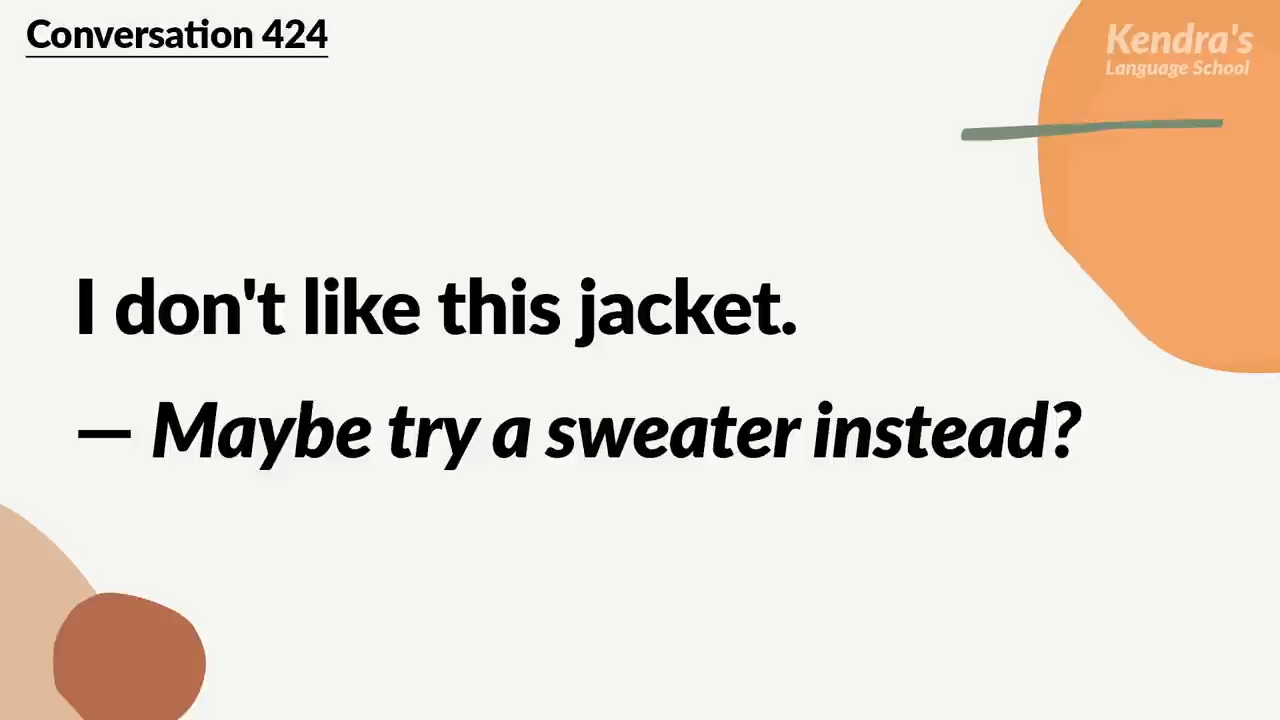 Conversation 424
Kendra's
Language School
I don't like this jacket.
— Maybe try a sweater instead?